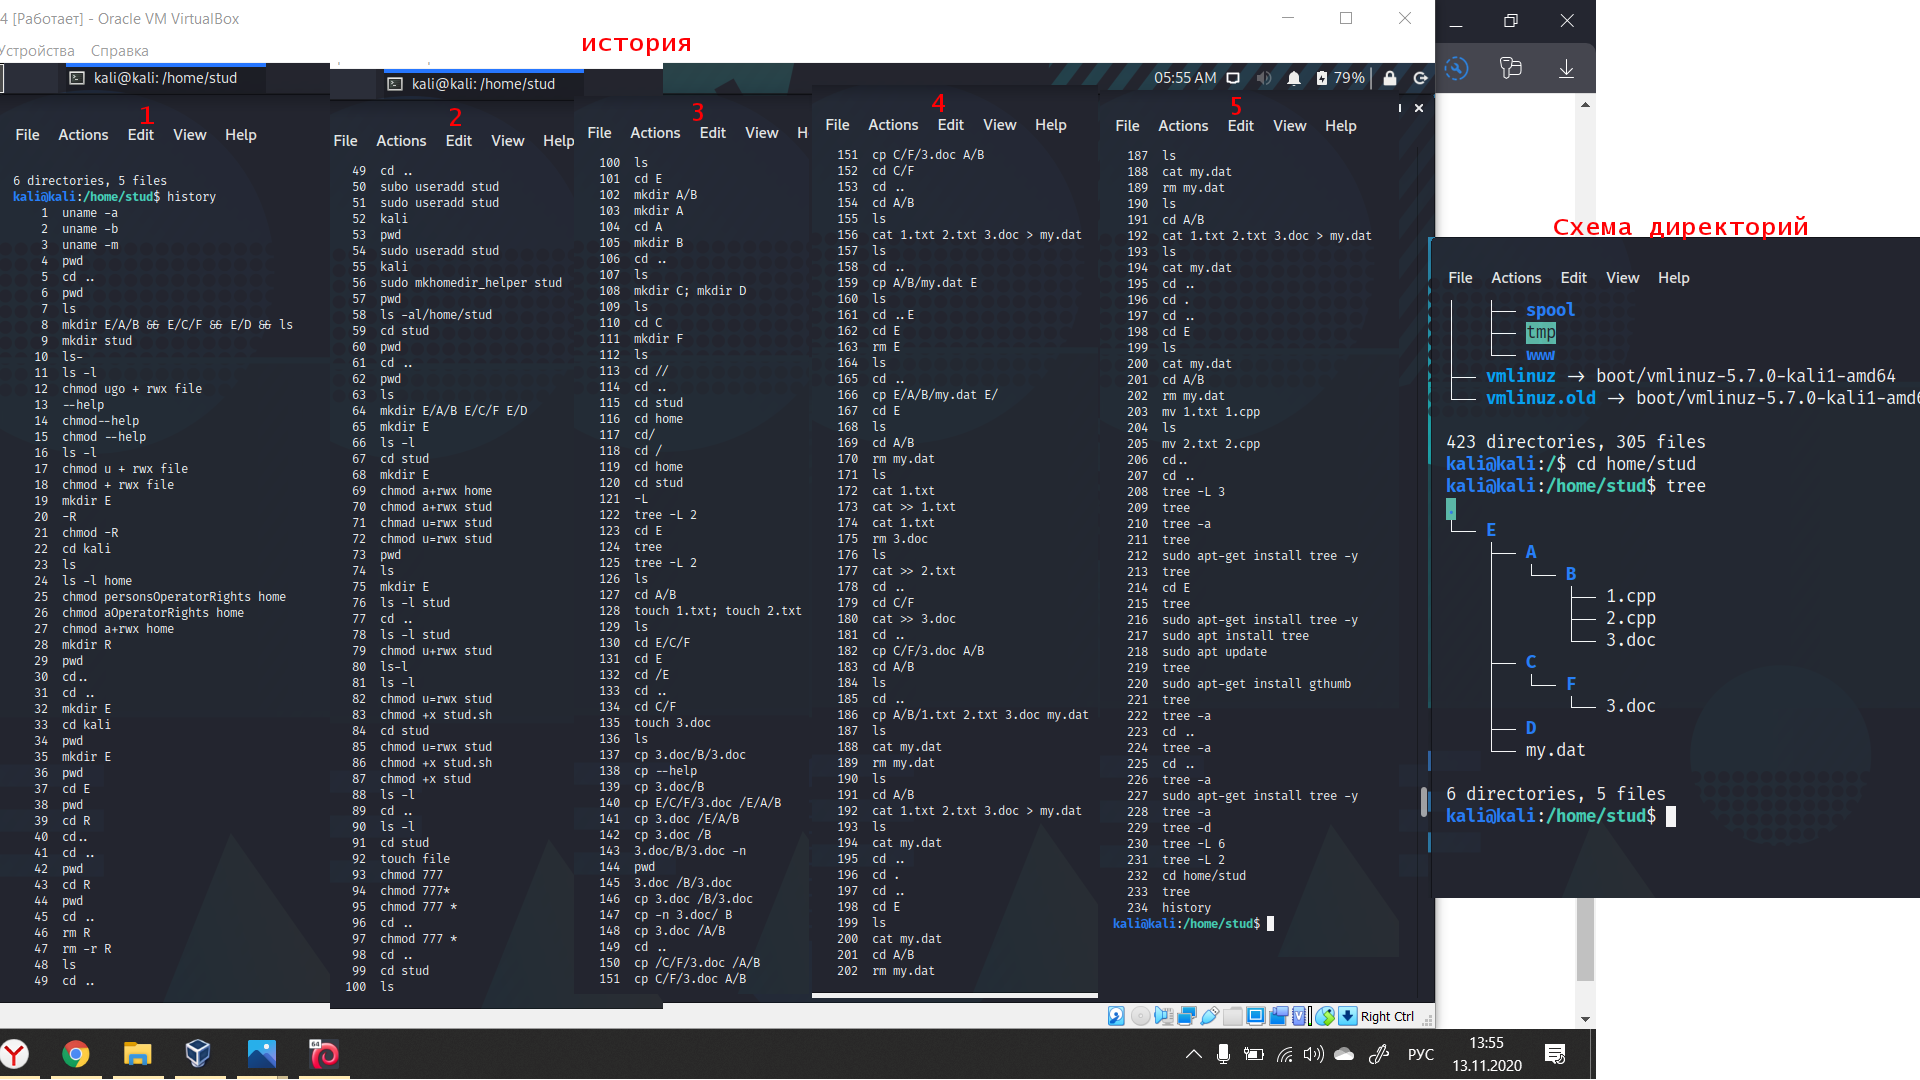 4 [Работает] - Oracle VM VirtualBox
Устройства Справка
история
kali@kali: /home/stud
1
File Actions Edit View Help
6 directories, 5 files
kali@kali:/home/stud$ history
1 uname -a
2 uname -b
3 uname -m
4 pwd
5 cd ..
6 pwd
7 ls
8 mkdir E/A/B && E/C/F && E/D && ls
9 mkdir stud
10 ls-
11 ls -l
12 chmod ugo + rwx file
13 --help
14 chmod--help
15 chmod --help
16 ls -l
17 chmod u + rwx file
18 chmod + rwx file
19 mkdir E
20 -R
21 chmod -R
22 cd kali
23 ls
24 ls -l home
25 chmod personsOperatorRights home
26 chmod aOperatorRights home
27 chmod a+rwx home
28 mkdir R
29 pwd
30 cd..
31 cd ..
32 mkdir E
33 cd kali
34 pwd
35 mkdir E
36 pwd
37 cd E
38 pwd
39 cd R
40 cd..
41 cd ..
42 pwd
43 cd R
44 pwd
45 cd ..
46 rm R
47 rm -r R
48 ls
49 cd ..
kali@kali: /home/stud
2
File Actions Edit View Help
49 cd ..
50 subo useradd stud
51 sudo useradd stud
52 kali
53 pwd
54 sudo useradd stud
55 kali
56 sudo mkhomedir_helper stud
57 pwd
58 ls -al/home/stud
59 cd stud
60 pwd
61 cd ..
62 pwd
63 ls
64 mkdir E/A/B E/C/F E/D
65 mkdir E
66 ls -l
67 cd stud
68 mkdir E
69 chmod a+rwx home
70 chmod a+rwx stud
71 chmad u=rwx stud
72 chmod u=rwx stud
73 pwd
74 ls
75 mkdir E
76 ls -l stud
77 cd ..
78 ls -l stud
79 chmod u+rwx stud
80 ls-l
81 ls -l
82 chmod u=rwx stud
83 chmod +x stud.sh
84 cd stud
85 chmod u=rwx stud
86 chmod +x stud.sh
87 chmod +x stud
88 ls -l
89 cd ..
90 ls -l
91 cd stud
92 touch file
93 chmod 777
94 chmod 777*
95 chmod 777 *
96 cd ..
97 chmod 777 *
98 cd ..
99 cd stud
100 ls
3
File Actions Edit View H
100 ls
101 cd E
102 mkdir A/B
103 mkdir A
104 cd A
105 mkdir B
106 cd ..
107 ls
108 mkdir C; mkdir D
109 ls
110 cd C
111 mkdir F
112 ls
113 cd //
114 cd ..
115 cd stud
116 cd home
117 cd/
118 cd /
119 cd home
120 cd stud
121 -L
122 tree -L 2
123 cd E
124 tree
125 tree -L 2
126 ls
127 cd A/B
128 touch 1.txt; touch 2.txt
129 ls
130 cd E/C/F
131 cd E
132 cd /E
133 cd ..
134 cd C/F
135 touch 3.doc
136 ls
137 cp 3.doc/B/3.doc
138 cp --help
139 cp 3.doc/B
140 cp E/C/F/3.doc /E/A/B
141 cp 3.doc /E/A/B
142 cp 3.doc /B
143 3.doc/B/3.doc -n
144 pwd
145 3.doc /B/3.doc
146 cp 3.doc /B/3.doc
147 cp -n 3.doc/ B
148 cp 3.doc /A/B
149 cd ..
150 cp /C/F/3.doc /A/B
151 cp C/F/3.doc A/B
4
File Actions Edit View Help
151 cp C/F/3.doc A/B
152 cd C/F
153 cd ..
154 cd A/B
155 ls
156 cat 1.txt 2.txt 3.doc > my.dat
157 ls
158 cd ..
159 cp A/B/my.dat E
160 ls
161 cd ..E
162 cd E
163 rm E
164 ls
165 cd ..
166 cp E/A/B/my.dat E/
167 cd E
168 ls
169 cd A/B
170 rm my.dat
171 ls
172 cat 1.txt
173 cat >> 1.txt
174 cat 1.txt
175 rm 3.doc
176 ls
177 cat >> 2.txt
178 cd ..
179 cd C/F
180 cat >> 3.doc
181 cd ..
182 cp C/F/3.doc A/B
183 cd A/B
184 ls
185 cd ..
186 cp A/B/1.txt 2.txt 3.doc my.dat
187 ls
188 cat my.dat
189 rm my.dat
190 ls
191 cd A/B
192 cat 1.txt 2.txt 3.doc > my.dat
193 ls
194 cat my.dat
195 cd ..
196 cd .
197 cd ..
198 cd E
199 ls
200 cat my.dat
201 cd A/B
202 rm my.dat
05:55 AM 79%
5
File Actions Edit View Help
187 ls
188 cat my.dat
189 rm my.dat
190 ls
191 cd A/B
192 cat 1.txt 2.txt 3.doc > my.dat
193 ls
194 cat my.dat
195 cd ..
196 cd .
197 cd ..
198 cd E
199 ls
200 cat my.dat
201 cd A/B
202 rm my.dat
203 mv 1.txt 1.cpp
204 ls
205 mv 2.txt 2.cpp
206 cd..
207 cd ..
208 tree -L 3
209 tree
210 tree -a
211 tree
212 sudo apt-get install tree -y
213 tree
214 cd E
215 tree
216 sudo apt-get install tree -y
217 sudo apt install tree
218 sudo apt update
219 tree
220 sudo apt-get install gthumb
221 tree
222 tree -a
223 cd ..
224 tree -a
225 cd ..
226 tree -a
227 sudo apt-get install tree -y
228 tree -a
229 tree -d
230 tree -L 6
231 tree -L 2
232 cd home/stud
233 tree
234 history
kali@kali:/home/stud$
Схема директорий
File Actions Edit View Help
spool
tmp
www
vmlinuz → boot/vmlinuz-5.7.0-kali1-amd64
vmlinuz.old → boot/vmlinuz-5.7.0-kali1-amd6
423 directories, 305 files
kali@kali:/$ cd home/stud
kali@kali:/home/stud$ tree
.
E
A
B
1.cpp
2.cpp
3.doc
C
F
3.doc
D
my.dat
6 directories, 5 files
kali@kali:/home/stud$
Right Ctrl
64
РУС
13:55
13.11.2020